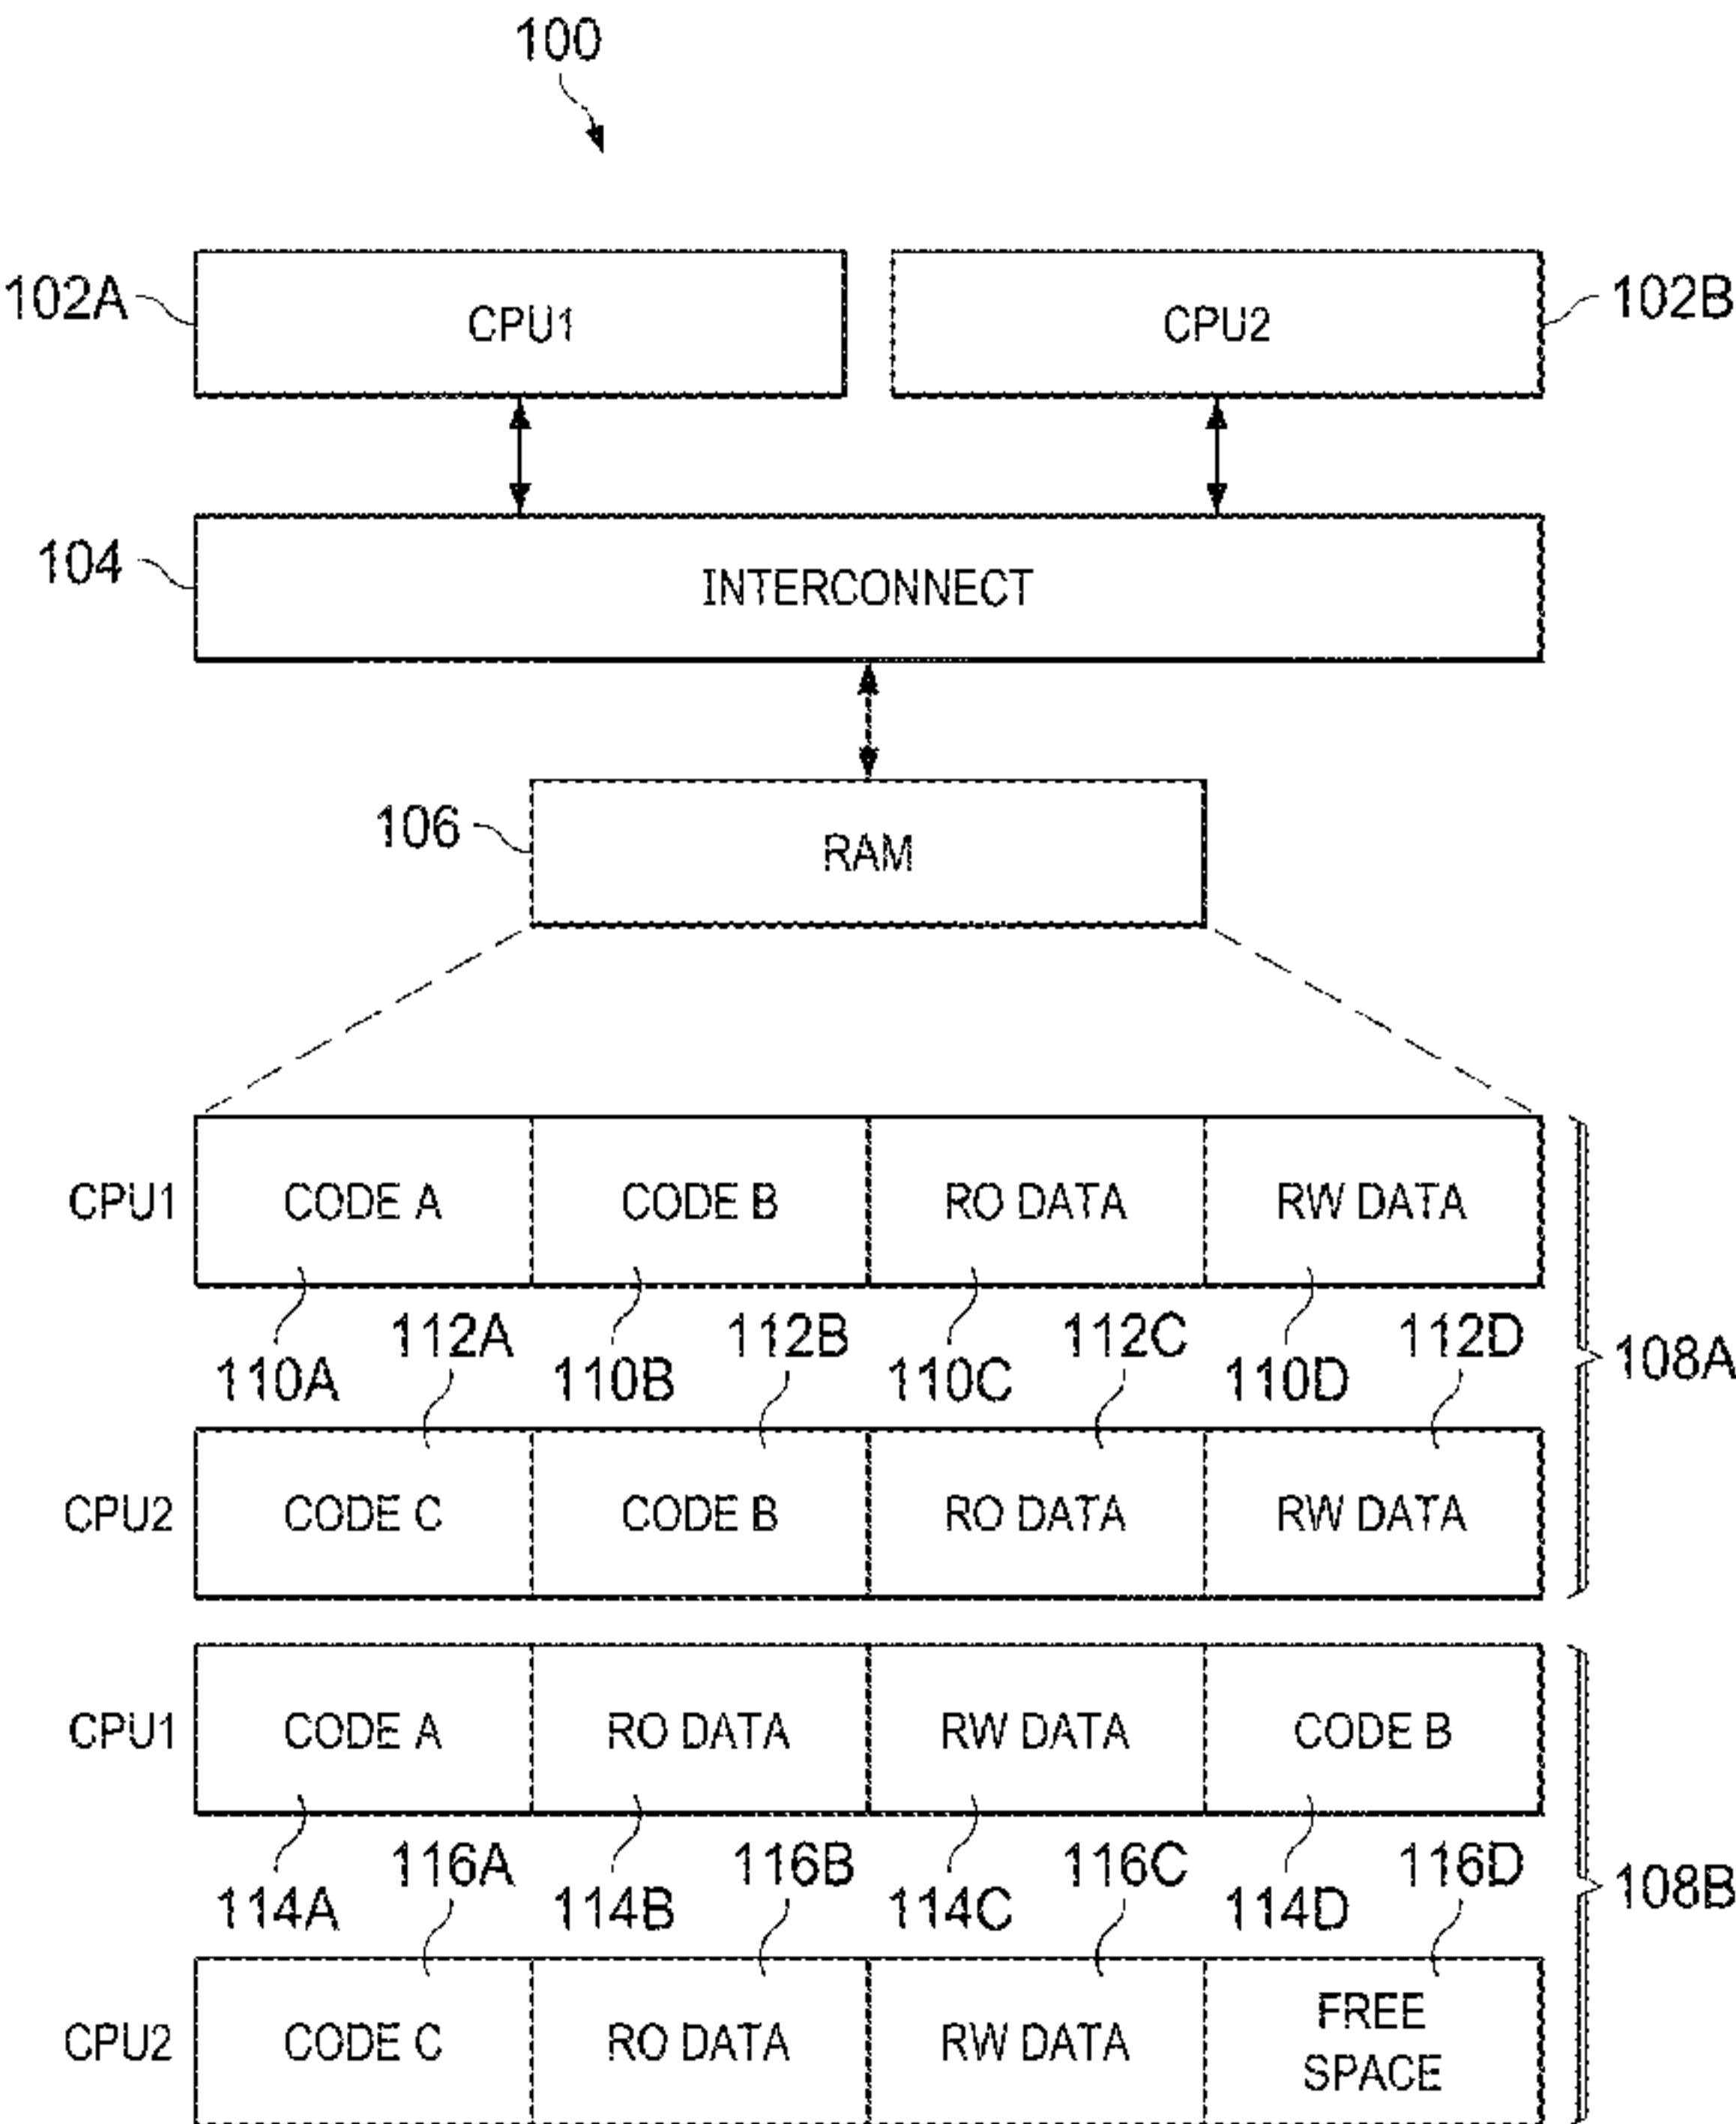 100
102A CPU1 CPU2 102B
104 INTERCONNECT
106 RAM
CPU1 CODE A CODE B RO DATA RW DATA
112A 112B 112C 112D
110A 110B 110C 110D 108A
CPU2 CODE C CODE B RO DATA RW DATA
CPU1 CODE A RO DATA RW DATA CODE B
116A 116B 116C 116D
114A 114B 114C 114D 108B
CPU2 CODE C RO DATA RW DATA FREE
SPACE